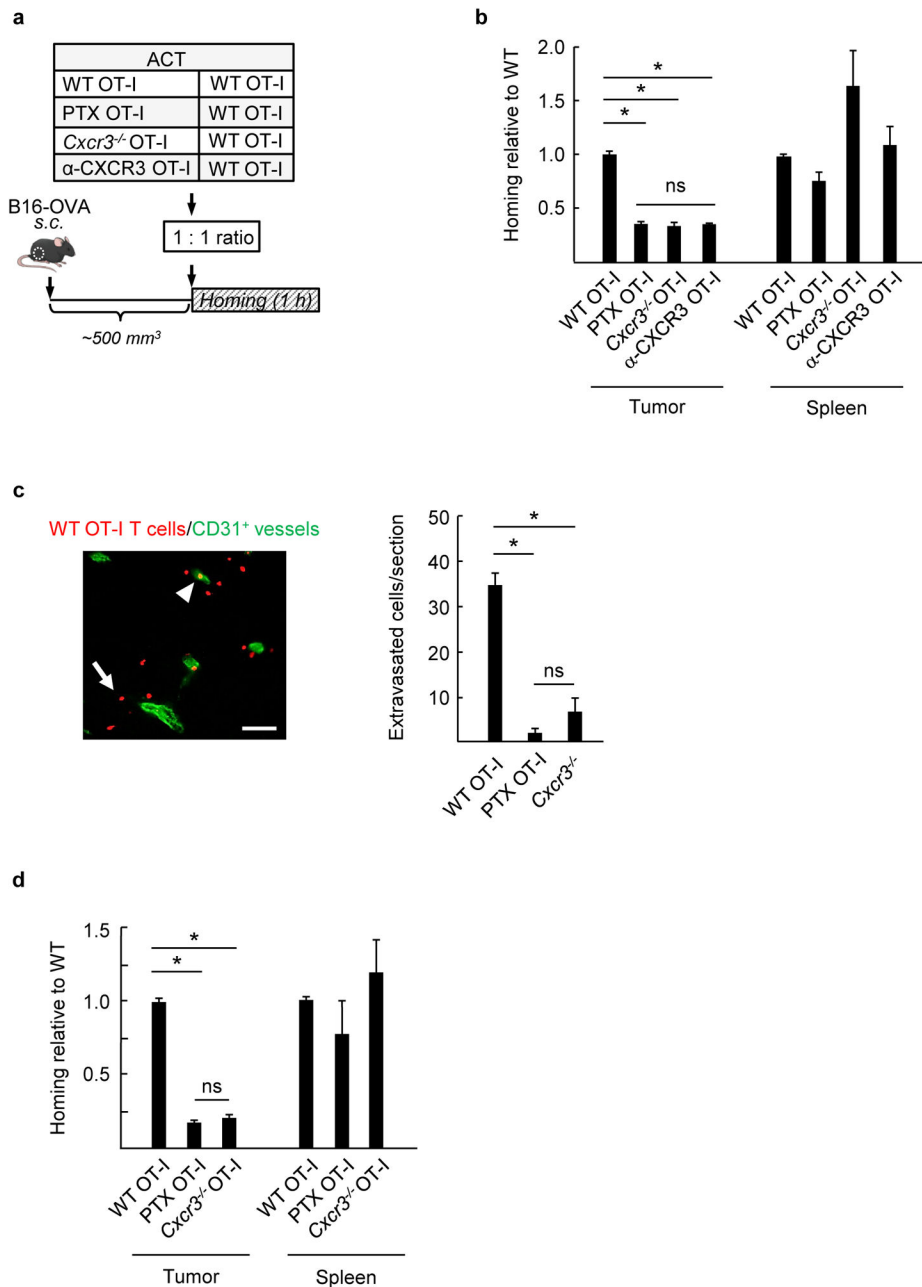 a
ACT
WT OT-I WT OT-I
PTX OT-I WT OT-I
Cxcr3-/- OT-I WT OT-I
α-CXCR3 OT-I WT OT-I
B16-OVA
s.c.
1 : 1 ratio
Homing (1 h)
~500 mm³
b
Homing relative to WT
2.0
1.5
1.0
0.5
*
*
*
ns
WT OT-I
PTX OT-I
Cxcr3-/- OT-I
α-CXCR3 OT-I
WT OT-I
PTX OT-I
Cxcr3-/- OT-I
α-CXCR3 OT-I
Tumor
Spleen
c
WT OT-I T cells/CD31⁺ vessels
Extravasated cells/section
50
40
30
20
10
*
*
ns
WT OT-I
PTX OT-I
Cxcr3-/-
d
Homing relative to WT
1.5
1.0
0.5
*
*
ns
WT OT-I
PTX OT-I
Cxcr3-/- OT-I
WT OT-I
PTX OT-I
Cxcr3-/- OT-I
Tumor
Spleen